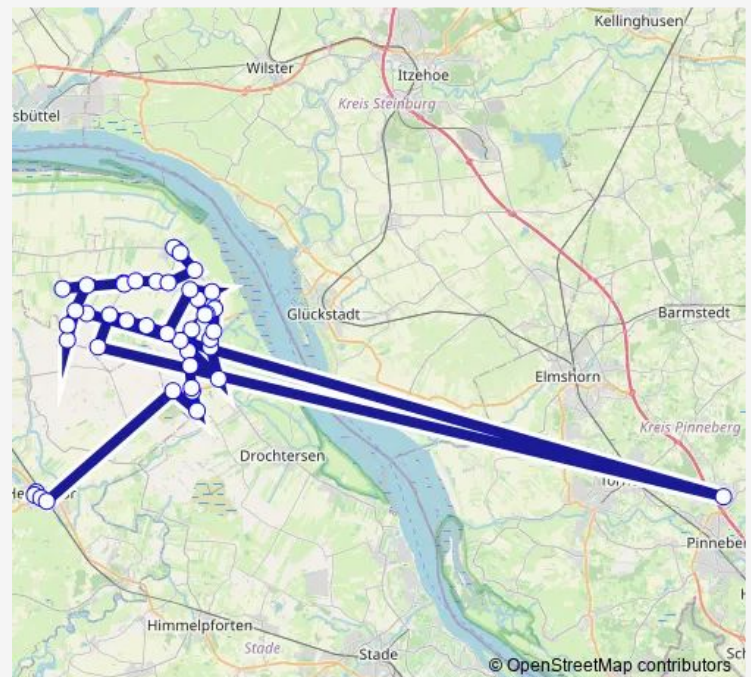 Kellinghusen
Wilster
Itzehoe
Kreis Steinburg
sbüttel
Glückstadt
Barmstedt
Elmshorn
Kreis Pinneberg
Drochtersen
Pinnebe
Himmelpforten
Stade
Stade
© OpenStreetMap contributors